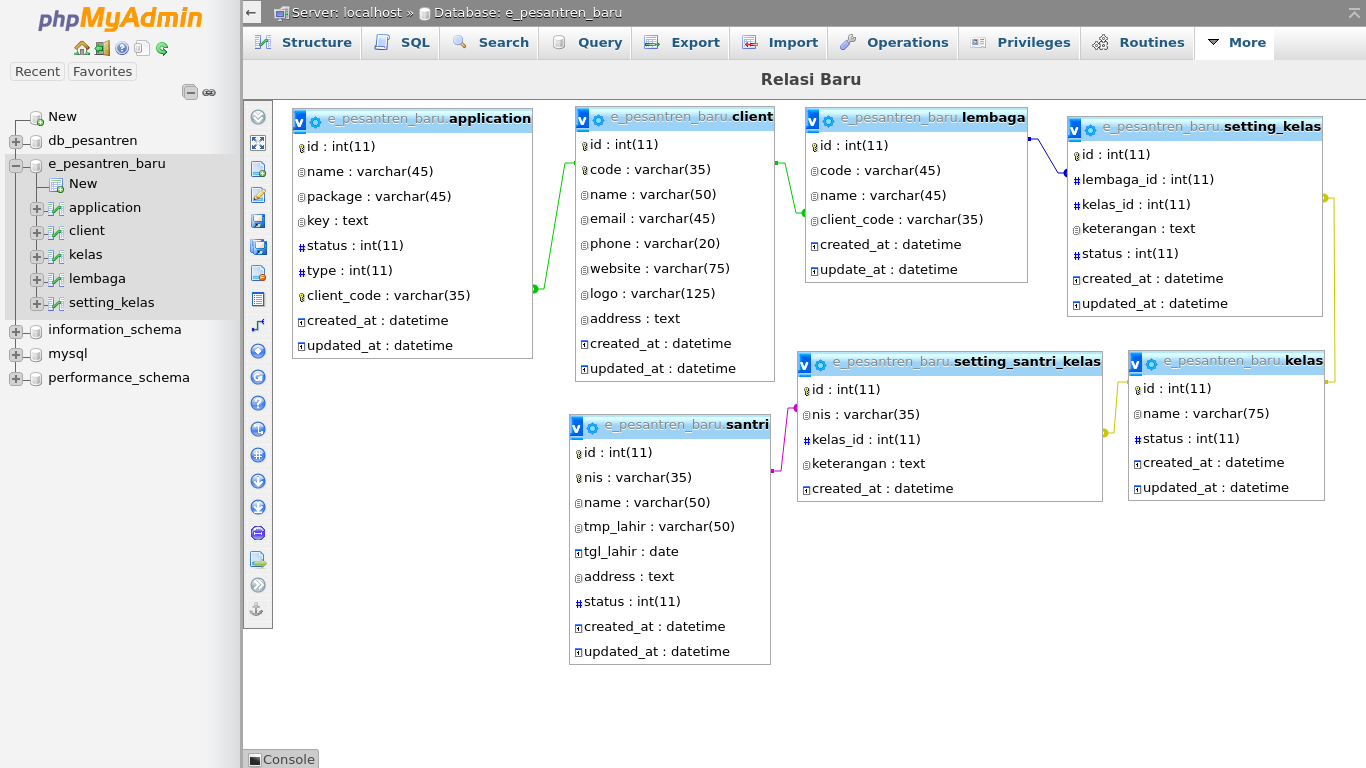 phpMyAdmin
Recent
Favorites
New
db_pesantren
e_pesantren_baru
New
application
client
kelas
lembaga
setting_kelas
information_schema
mysql
performance_schema
Server: localhost » Database: e_pesantren_baru
Structure SQL Search Query Export Import Operations Privileges Routines More
Relasi Baru
e_pesantren_baru.application
id : int(11)
name : varchar(45)
package : varchar(45)
key : text
status : int(11)
type : int(11)
client_code : varchar(35)
created_at : datetime
updated_at : datetime
e_pesantren_baru.client
id : int(11)
code : varchar(35)
name : varchar(50)
email : varchar(45)
phone : varchar(20)
website : varchar(75)
logo : varchar(125)
address : text
created_at : datetime
updated_at : datetime
e_pesantren_baru.lembaga
id : int(11)
code : varchar(45)
name : varchar(45)
client_code : varchar(35)
created_at : datetime
update_at : datetime
e_pesantren_baru.setting_kelas
id : int(11)
lembaga_id : int(11)
kelas_id : int(11)
keterangan : text
status : int(11)
created_at : datetime
updated_at : datetime
e_pesantren_baru.santri
id : int(11)
nis : varchar(35)
name : varchar(50)
tmp_lahir : varchar(50)
tgl_lahir : date
address : text
status : int(11)
created_at : datetime
updated_at : datetime
e_pesantren_baru.setting_santri_kelas
id : int(11)
nis : varchar(35)
kelas_id : int(11)
keterangan : text
created_at : datetime
e_pesantren_baru.kelas
id : int(11)
name : varchar(75)
status : int(11)
created_at : datetime
updated_at : datetime
Console